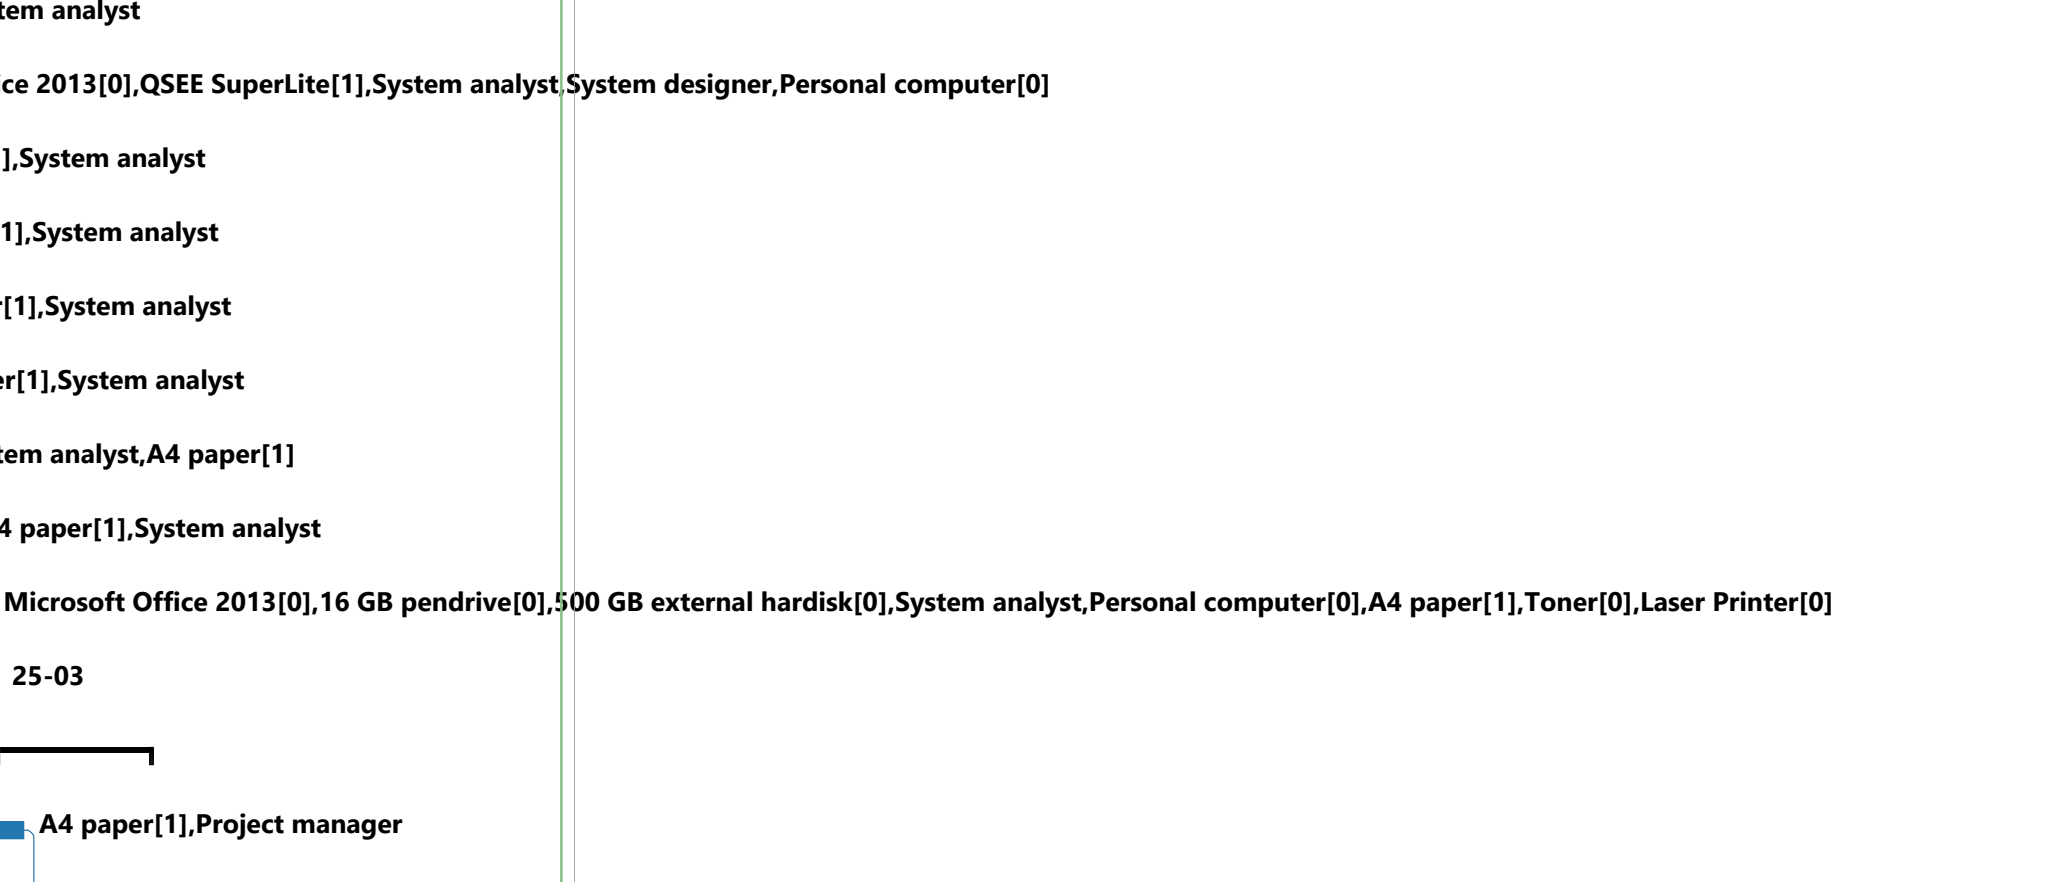 tem analyst
ice 2013[0],QSEE SuperLite[1],System analyst,System designer,Personal computer[0]
],System analyst
1],System analyst
r[1],System analyst
er[1],System analyst
tem analyst,A4 paper[1]
4 paper[1],System analyst
Microsoft Office 2013[0],16 GB pendrive[0],500 GB external hardisk[0],System analyst,Personal computer[0],A4 paper[1],Toner[0],Laser Printer[0]
25-03
A4 paper[1],Project manager